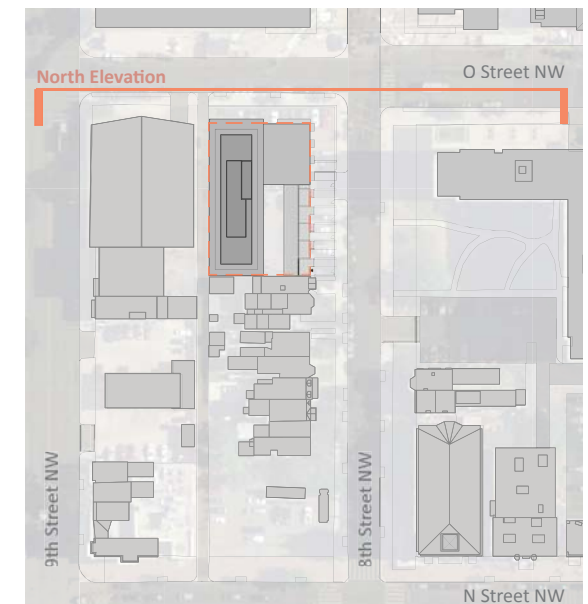 O Street NW
North Elevation
9th Street NW
8th Street NW
N Street NW